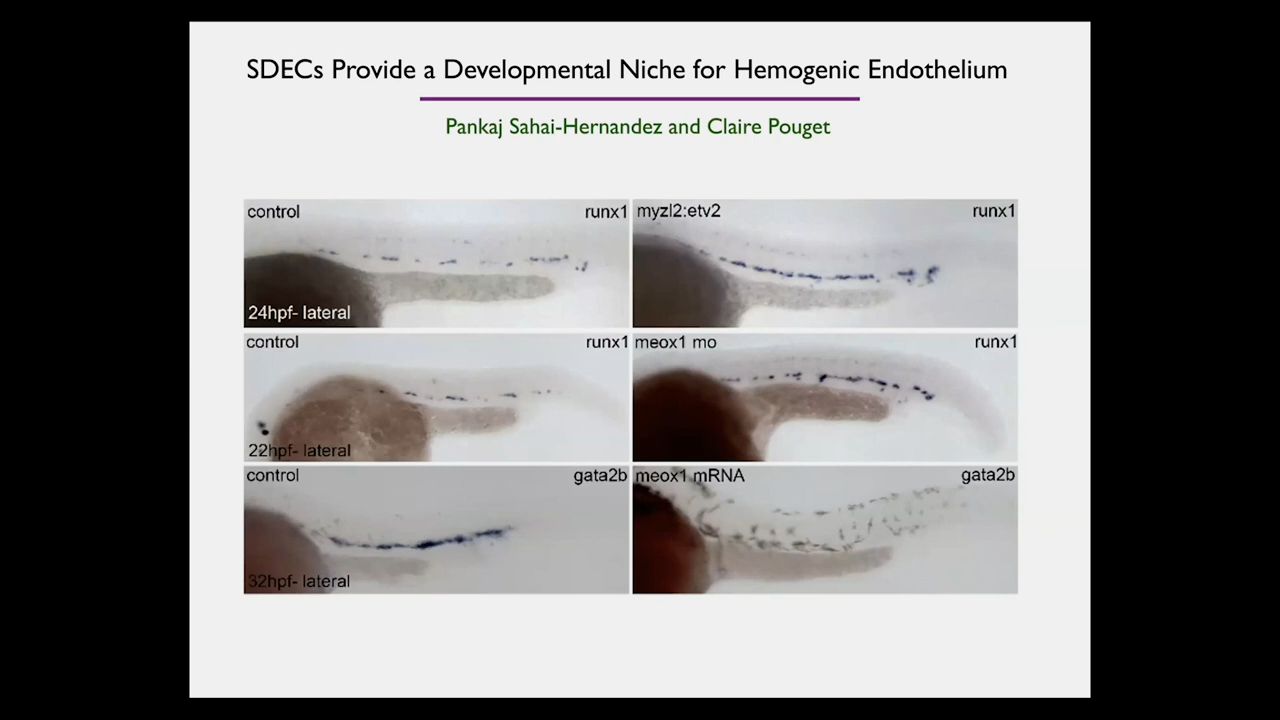 SDECs Provide a Developmental Niche for Hemogenic Endothelium
Pankaj Sahai-Hernandez and Claire Pouget
control runx1
24hpf- lateral
myzl2:etv2 runx1
control runx1
22hpf- lateral
meox1 mo runx1
control gata2b
32hpf- lateral
meox1 mRNA gata2b